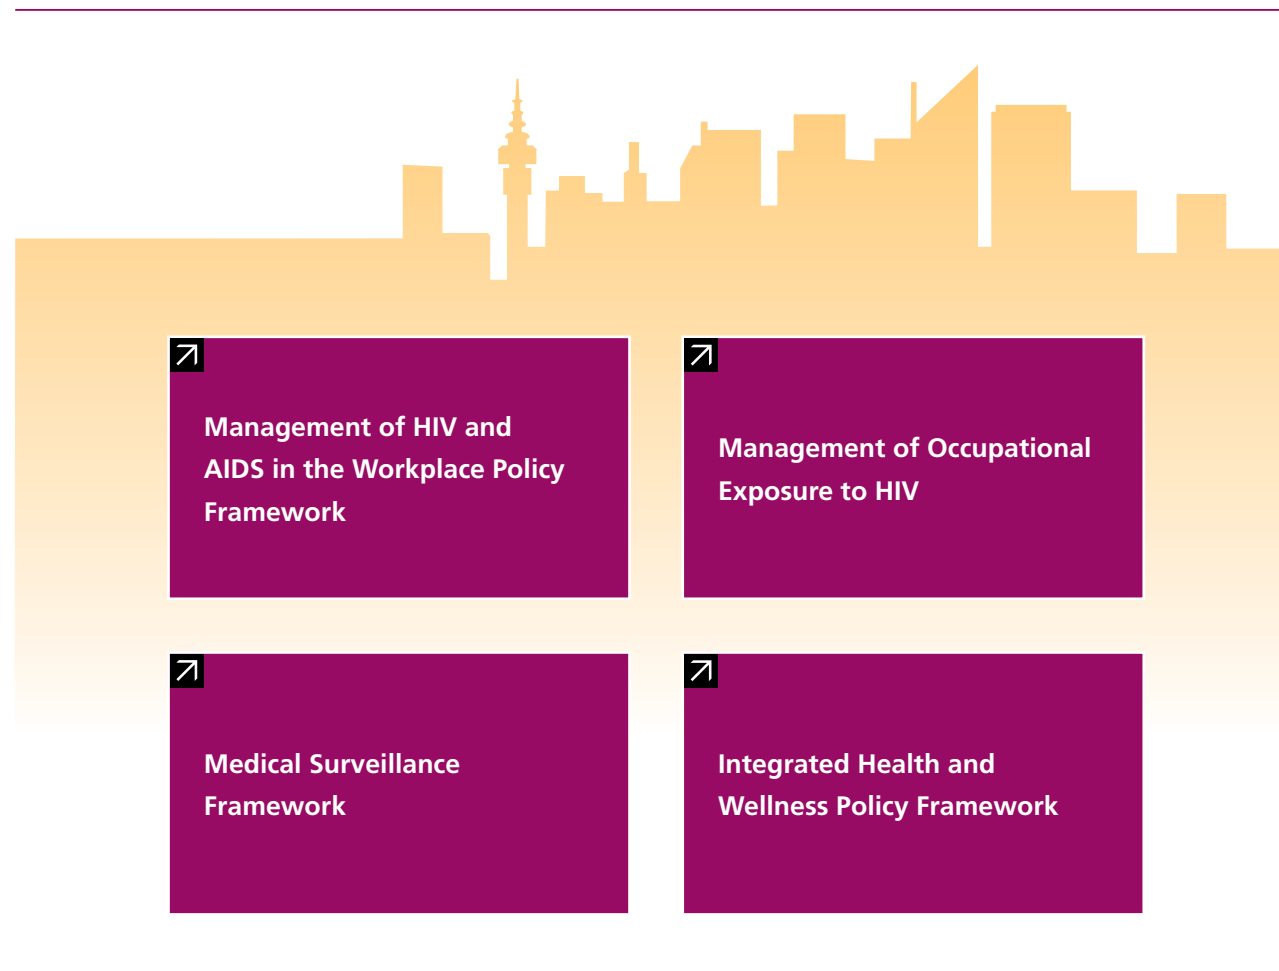 Management of HIV and
AIDS in the Workplace Policy
Framework
Management of Occupational
Exposure to HIV
Medical Surveillance
Framework
Integrated Health and
Wellness Policy Framework